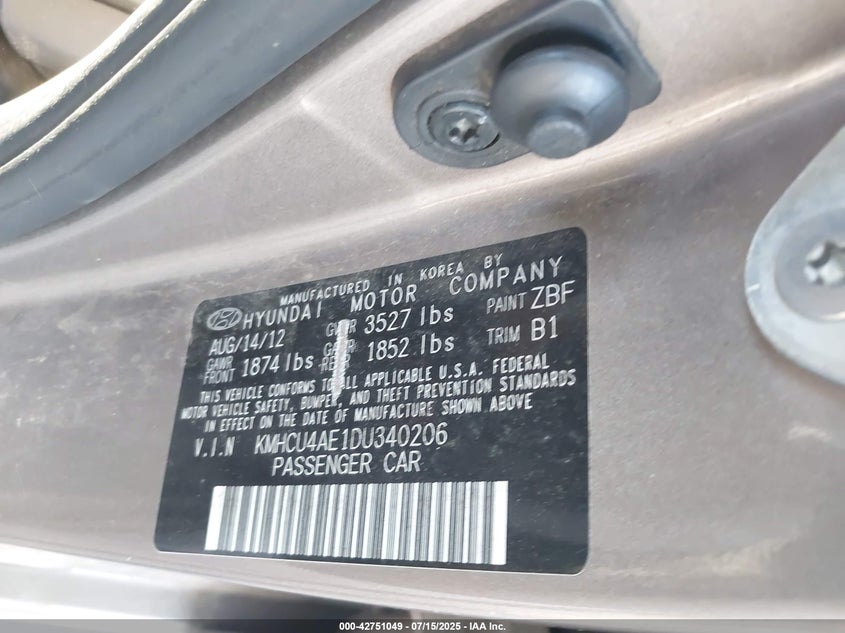 MANUFACTURED IN KOREA BY
HYUNDAI MOTOR COMPANY
AUG/14/12 GVWR 3527 lbs PAINT ZBF
GAWR FRONT 1874 lbs GAWR REAR 1852 lbs TRIM B1
THIS VEHICLE CONFORMS TO ALL APPLICABLE U.S.A. FEDERAL
MOTOR VEHICLE SAFETY, BUMPER, AND THEFT PREVENTION STANDARDS
IN EFFECT ON THE DATE OF MANUFACTURE SHOWN ABOVE
V.I.N KMHCU4AE1DU340206
PASSENGER CAR
000-42751049 - 07/15/2025 - IAA Inc.